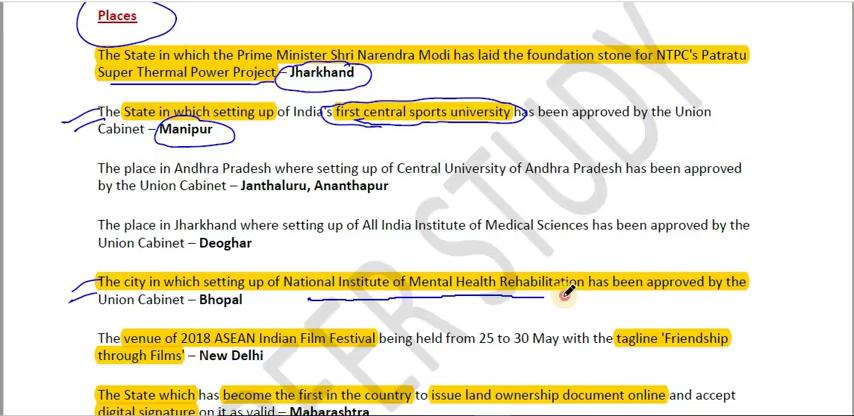 Places
The State in which the Prime Minister Shri Narendra Modi has laid the foundation stone for NTPC's Patratu
Super Thermal Power Project – Jharkhand
The State in which setting up of India's first central sports university has been approved by the Union
Cabinet – Manipur
The place in Andhra Pradesh where setting up of Central University of Andhra Pradesh has been approved
by the Union Cabinet – Janthaluru, Ananthapur
The place in Jharkhand where setting up of All India Institute of Medical Sciences has been approved by the
Union Cabinet – Deoghar
The city in which setting up of National Institute of Mental Health Rehabilitation has been approved by the
Union Cabinet – Bhopal
The venue of 2018 ASEAN Indian Film Festival being held from 25 to 30 May with the tagline 'Friendship
through Films' – New Delhi
The State which has become the first in the country to issue land ownership document online and accept
digital signature on it as valid – Maharashtra
EER STUDY